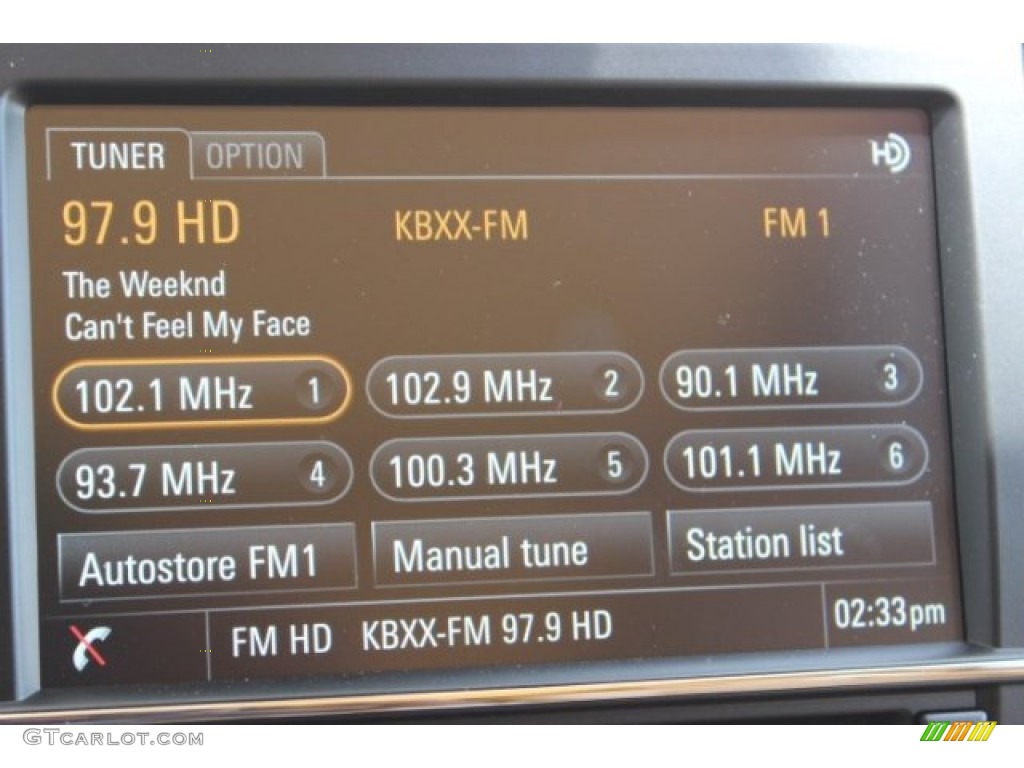 TUNER OPTION HD
97.9 HD KBXX-FM FM 1
The Weeknd
Can't Feel My Face
102.1 MHz 1 102.9 MHz 2 90.1 MHz 3
93.7 MHz 4 100.3 MHz 5 101.1 MHz 6
Autostore FM1 Manual tune Station list
FM HD KBXX-FM 97.9 HD 02:33pm
GTcarlot.com